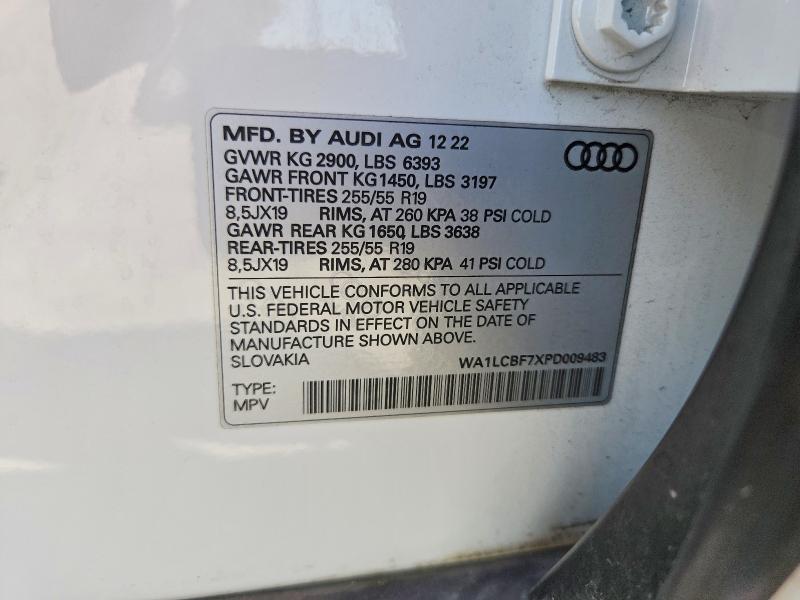 MFD. BY AUDI AG 12 22
GVWR KG 2900, LBS 6393
GAWR FRONT KG 1450, LBS 3197
FRONT-TIRES 255/55 R19
8,5JX19 RIMS, AT 260 KPA 38 PSI COLD
GAWR REAR KG 1650, LBS 3638
REAR-TIRES 255/55 R19
8,5JX19 RIMS, AT 280 KPA 41 PSI COLD
THIS VEHICLE CONFORMS TO ALL APPLICABLE
U.S. FEDERAL MOTOR VEHICLE SAFETY
STANDARDS IN EFFECT ON THE DATE OF
MANUFACTURE SHOWN ABOVE.
SLOVAKIA WA1LCBF7XPD009483
TYPE:
MPV